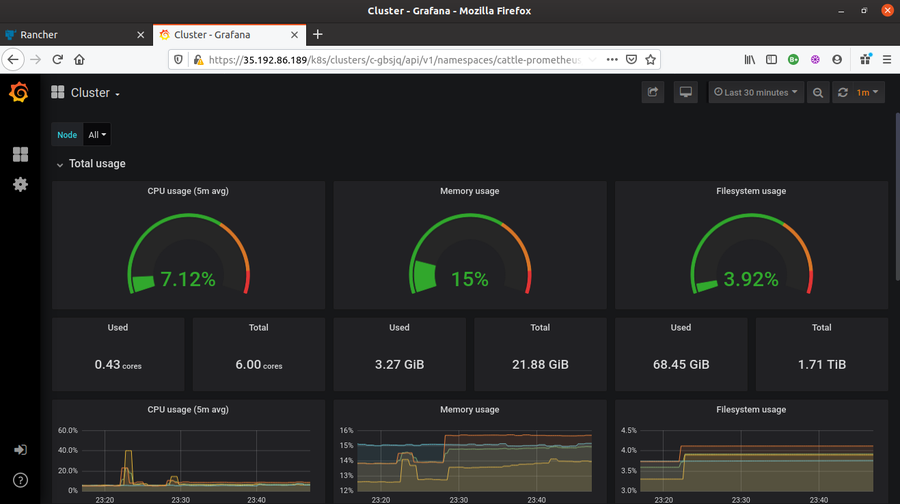 Cluster - Grafana - Mozilla Firefox
Rancher
Cluster - Grafana
https://35.192.86.189/k8s/clusters/c-gbsjq/api/v1/namespaces/cattle-prometheus
Cluster
Last 30 minutes
1m
Node All
Total usage
CPU usage (5m avg)
Memory usage
Filesystem usage
7.12%
15%
3.92%
Used
Total
Used
Total
Used
Total
0.43 cores
6.00 cores
3.27 GiB
21.88 GiB
68.45 GiB
1.71 TiB
CPU usage (5m avg)
60.0%
40.0%
20.0%
0%
23:20 23:30 23:40
Memory usage
16%
15%
14%
13%
12%
23:20 23:30 23:40
Filesystem usage
4.5%
4.0%
3.5%
3.0%
23:20 23:30 23:40